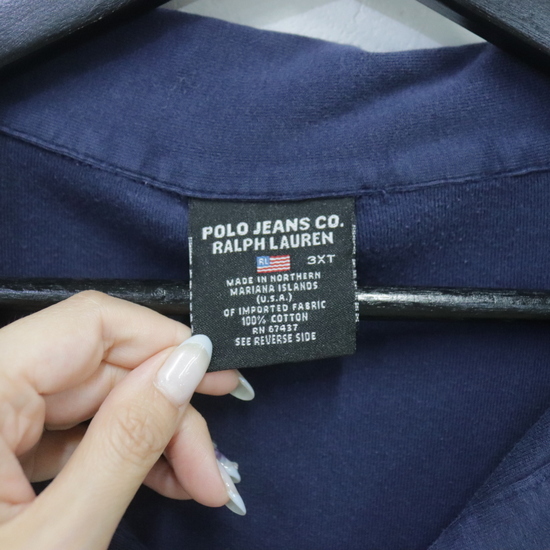 POLO JEANS CO.
RALPH LAUREN
RL 3XT
MADE IN NORTHERN
MARIANA ISLANDS
(U.S.A.)
OF IMPORTED FABRIC
100% COTTON
RN 67437
SEE REVERSE SIDE